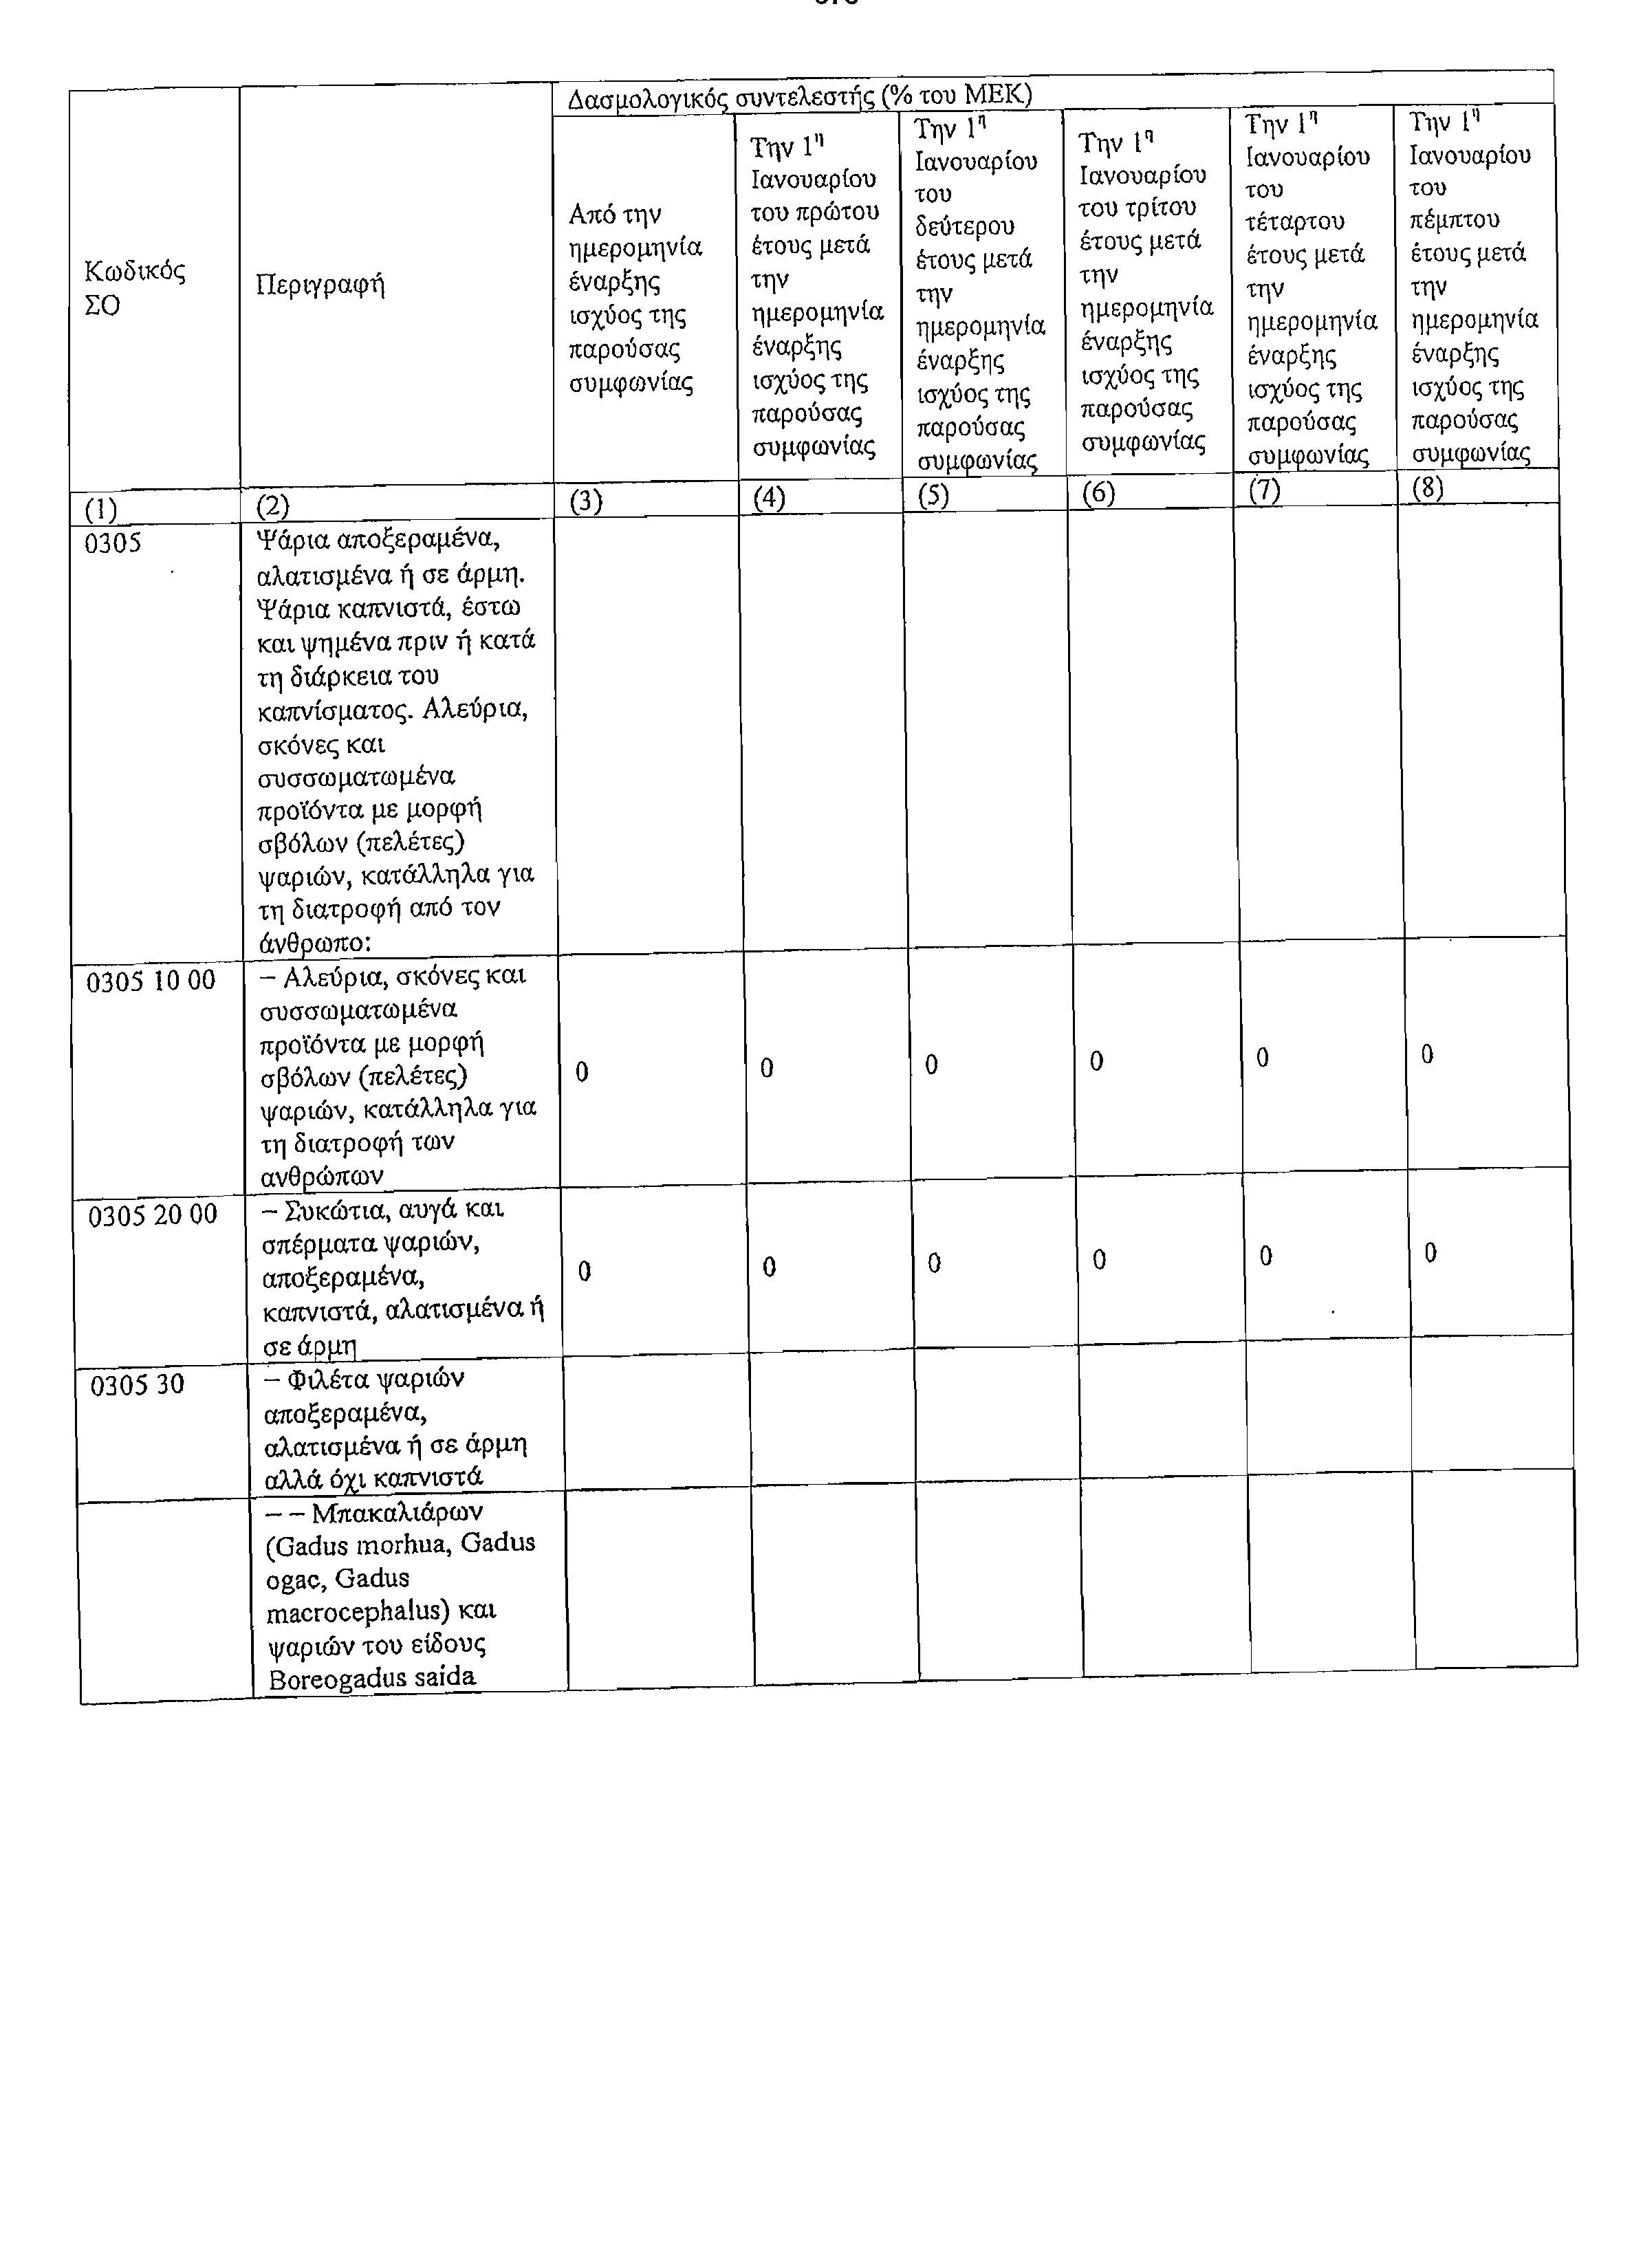 Δασμολογικός συντελεστής (% του ΜΕΚ)
Κωδικός
ΣΟ
Περιγραφή
Από την
ημερομηνία
έναρξης
ισχύος της
παρούσας
συμφωνίας
Την 1η
Ιανουαρίου
του πρώτου
έτους μετά
την
ημερομηνία
έναρξης
ισχύος της
παρούσας
συμφωνίας
Την 1η
Ιανουαρίου
του
δεύτερου
έτους μετά
την
ημερομηνία
έναρξης
ισχύος της
παρούσας
συμφωνίας
Την 1η
Ιανουαρίου
του τρίτου
έτους μετά
την
ημερομηνία
έναρξης
ισχύος της
παρούσας
συμφωνίας
Την 1η
Ιανουαρίου
του
τέταρτου
έτους μετά
την
ημερομηνία
έναρξης
ισχύος της
παρούσας
συμφωνίας
Την 1η
Ιανουαρίου
του
πέμπτου
έτους μετά
την
ημερομηνία
έναρξης
ισχύος της
παρούσας
συμφωνίας
(1) (2) (3) (4) (5) (6) (7) (8)
0305
Ψάρια αποξεραμένα,
αλατισμένα ή σε άρμη.
Ψάρια καπνιστά, έστω
και ψημένα πριν ή κατά
τη διάρκεια του
καπνίσματος. Αλεύρια,
σκόνες και
συσσωματωμένα
προϊόντα με μορφή
σβόλων (πελέτες)
ψαριών, κατάλληλα για
τη διατροφή από τον
άνθρωπο:
0305 10 00
– Αλεύρια, σκόνες και
συσσωματωμένα
προϊόντα με μορφή
σβόλων (πελέτες)
ψαριών, κατάλληλα για
τη διατροφή των
ανθρώπων
0 0 0 0 0 0
0305 20 00
– Συκώτια, αυγά και
σπέρματα ψαριών,
αποξεραμένα,
καπνιστά, αλατισμένα ή
σε άρμη
0 0 0 0 0 0
0305 30
– Φιλέτα ψαριών
αποξεραμένα,
αλατισμένα ή σε άρμη
αλλά όχι καπνιστά
– – Μπακαλιάρων
(Gadus morhua, Gadus
ogac, Gadus
macrocephalus) και
ψαριών του είδους
Boreogadus saida